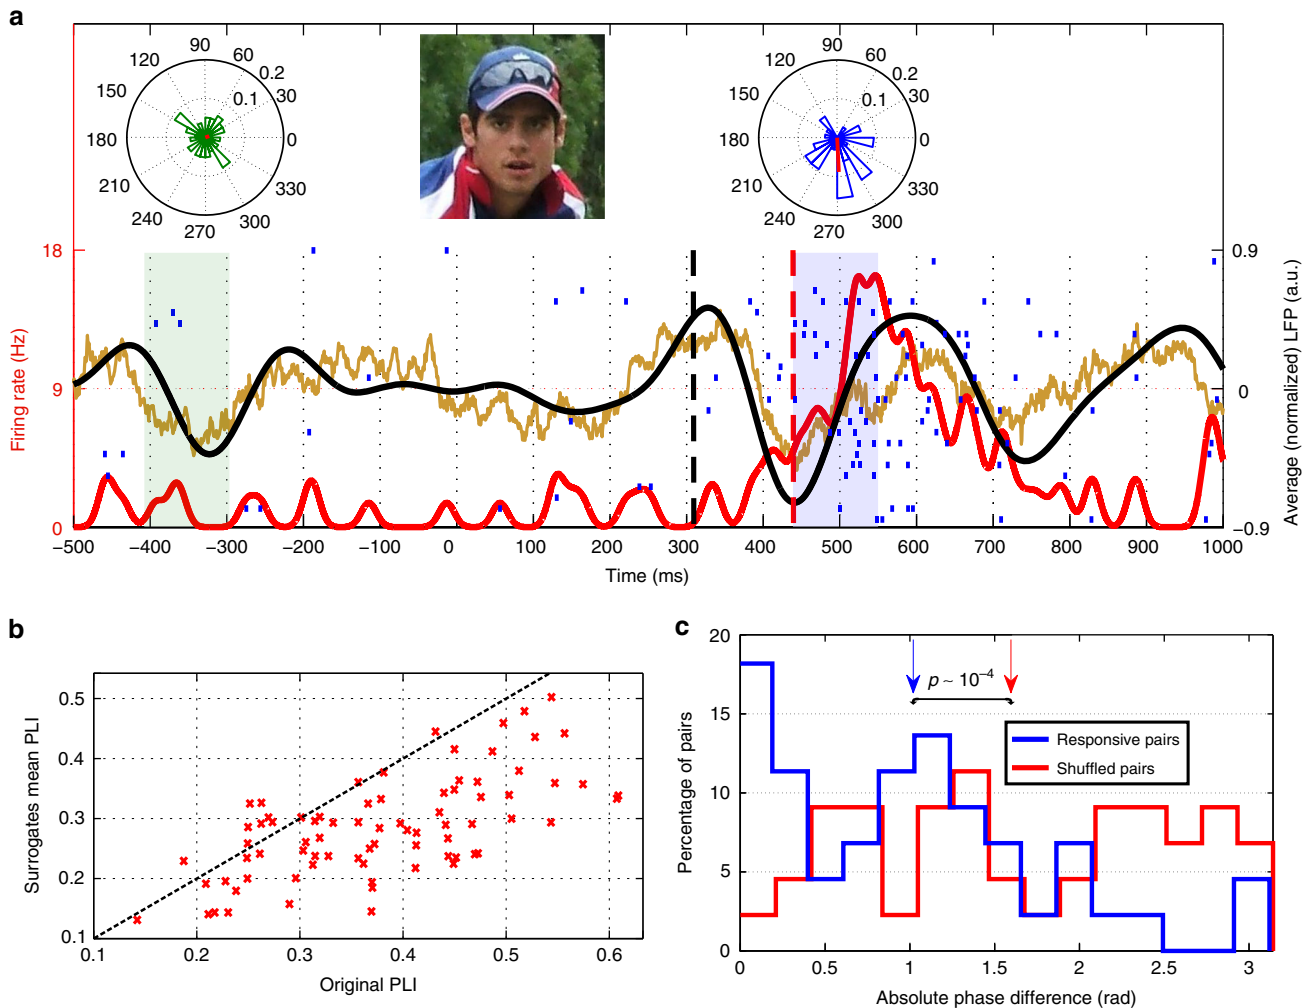 a
90
120
60
0.2
150
0.1
30
180
0
210
330
240
300
270
90
120
60
0.2
150
0.1
30
180
0
210
330
240
300
270
18
9
0
Firing rate (Hz)
0.9
0
−0.9
Average (normalized) LFP (a.u.)
−500 −400 −300 −200 −100 0 100 200 300 400 500 600 700 800 900 1000
Time (ms)
b
0.5
0.4
0.3
0.2
0.1
Surrogates mean PLI
0.1 0.2 0.3 0.4 0.5 0.6
Original PLI
c
20
15
10
5
0
Percentage of pairs
p ~ 10−4
Responsive pairs
Shuffled pairs
0 0.5 1 1.5 2 2.5 3
Absolute phase difference (rad)